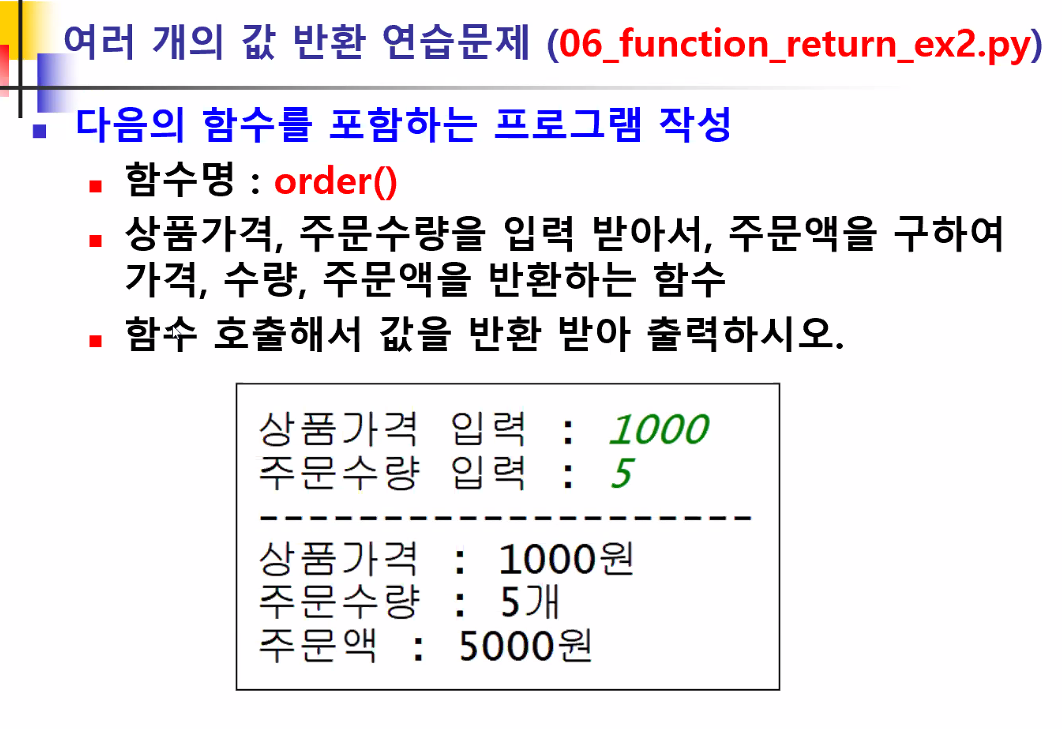 여러 개의 값 반환 연습문제 (06_function_return_ex2.py)
다음의 함수를 포함하는 프로그램 작성
함수명 : order()
상품가격, 주문수량을 입력 받아서, 주문액을 구하여
가격, 수량, 주문액을 반환하는 함수
함수 호출해서 값을 반환 받아 출력하시오.
상품가격 입력 : 1000
주문수량 입력 : 5
--------------------
상품가격 : 1000원
주문수량 : 5개
주문액 : 5000원